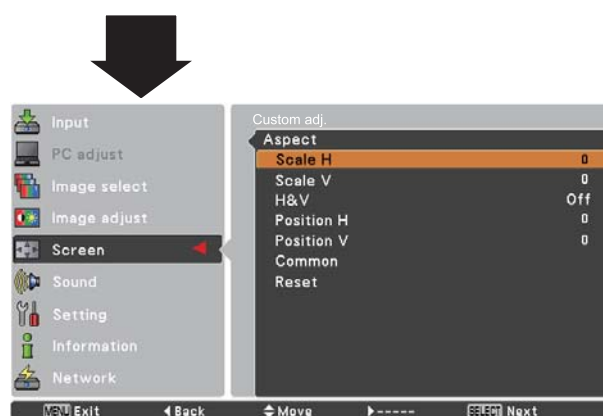 Input
PC adjust
Image select
Image adjust
Screen
Sound
Setting
Information
Network
Custom adj.
Aspect
Scale H 0
Scale V 0
H&V Off
Position H 0
Position V 0
Common
Reset
MENU Exit Back Move ----- SELECT Next